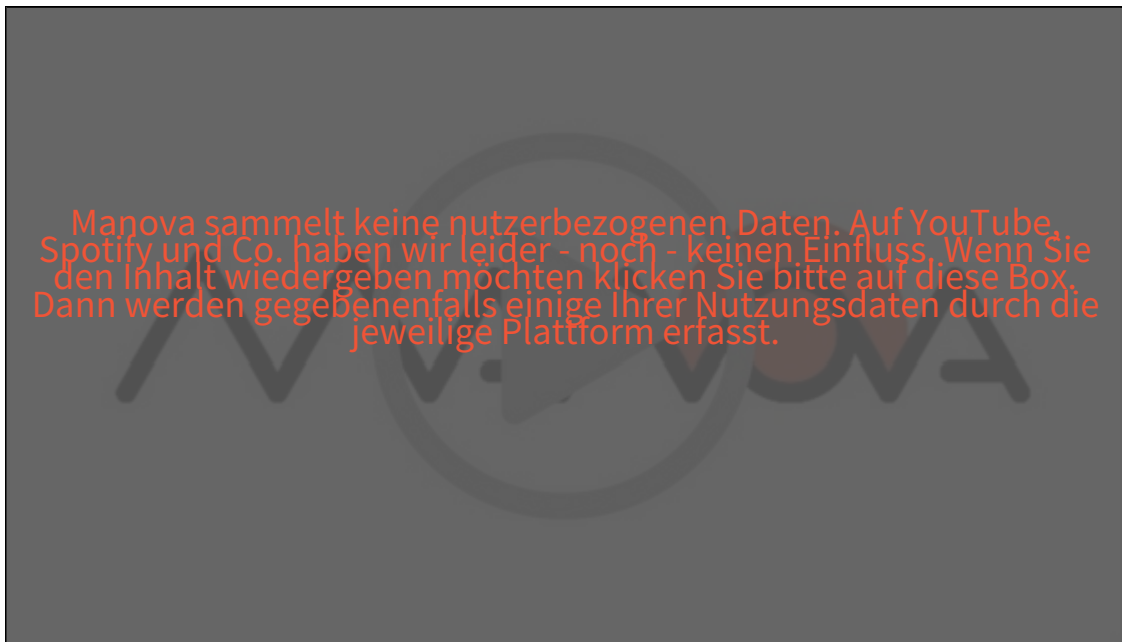 Manova sammelt keine nutzerbezogenen Daten. Auf YouTube,
Spotify und Co. haben wir leider - noch - keinen Einfluss. Wenn Sie
den Inhalt wiedergeben möchten klicken Sie bitte auf diese Box.
Dann werden gegebenenfalls einige Ihrer Nutzungsdaten durch die
jeweilige Plattform erfasst.
MANOVA